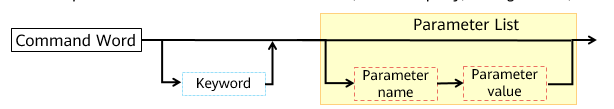 Parameter List
Command Word
Keyword
Parameter
name
Parameter
value